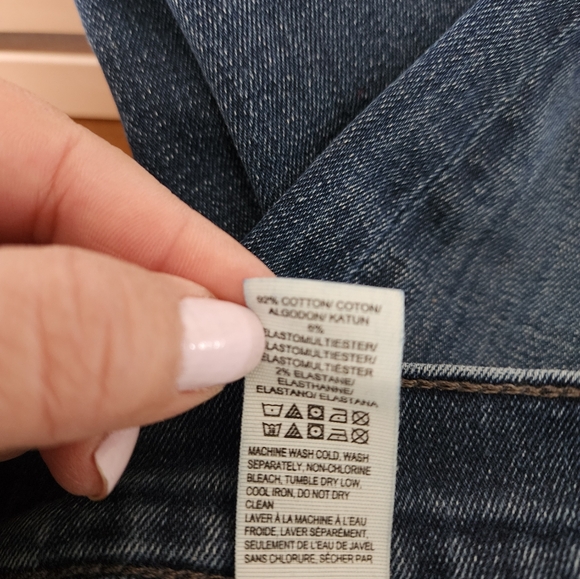 92% COTTON/ COTON/
ALGODON/ KATUN
6%
ELASTOMULTIESTER/
ELASTOMULTIESTER/
ELASTOMULTIÉSTER
2% ELASTANE/
ELASTHANNE/
ELASTANO/ ELASTANA
MACHINE WASH COLD, WASH
SEPARATELY, NON-CHLORINE
BLEACH, TUMBLE DRY LOW,
COOL IRON, DO NOT DRY
CLEAN
LAVER À LA MACHINE À L'EAU
FROIDE, LAVER SÉPARÉMENT,
SEULEMENT DE L'EAU DE JAVEL
SANS CHLORURE, SÉCHER PAR